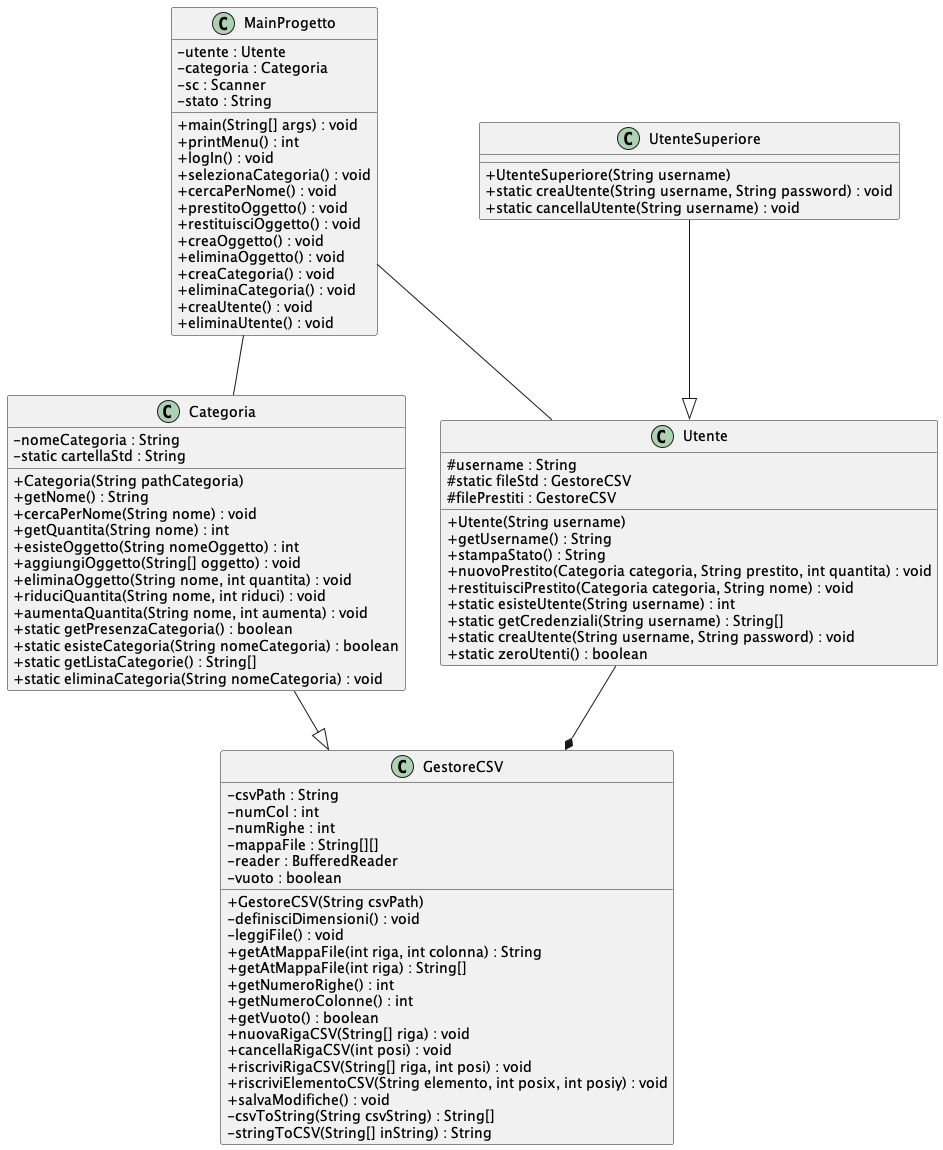 C MainProgetto
-utente : Utente
-categoria : Categoria
-sc : Scanner
-stato : String
+main(String[] args) : void
+printMenu() : int
+logIn() : void
+selezionaCategoria() : void
+cercaPerNome() : void
+prestitoOggetto() : void
+restituisciOggetto() : void
+creaOggetto() : void
+eliminaOggetto() : void
+creaCategoria() : void
+eliminaCategoria() : void
+creaUtente() : void
+eliminaUtente() : void
C UtenteSuperiore
+UtenteSuperiore(String username)
+static creaUtente(String username, String password) : void
+static cancellaUtente(String username) : void
C Categoria
-nomeCategoria : String
-static cartellaStd : String
+Categoria(String pathCategoria)
+getNome() : String
+cercaPerNome(String nome) : void
+getQuantita(String nome) : int
+esisteOggetto(String nomeOggetto) : int
+aggiungiOggetto(String[] oggetto) : void
+eliminaOggetto(String nome, int quantita) : void
+riduciQuantita(String nome, int riduci) : void
+aumentaQuantita(String nome, int aumenta) : void
+static getPresenzaCategoria() : boolean
+static esisteCategoria(String nomeCategoria) : boolean
+static getListaCategorie() : String[]
+static eliminaCategoria(String nomeCategoria) : void
C Utente
#username : String
#static fileStd : GestoreCSV
#filePrestiti : GestoreCSV
+Utente(String username)
+getUsername() : String
+stampaStato() : String
+nuovoPrestito(Categoria categoria, String prestito, int quantita) : void
+restituisciPrestito(Categoria categoria, String nome) : void
+static esisteUtente(String username) : int
+static getCredenziali(String username) : String[]
+static creaUtente(String username, String password) : void
+static zeroUtenti() : boolean
C GestoreCSV
-csvPath : String
-numCol : int
-numRighe : int
-mappaFile : String[][]
-reader : BufferedReader
-vuoto : boolean
+GestoreCSV(String csvPath)
-definisciDimensioni() : void
-leggiFile() : void
+getAtMappaFile(int riga, int colonna) : String
+getAtMappaFile(int riga) : String[]
+getNumeroRighe() : int
+getNumeroColonne() : int
+getVuoto() : boolean
+nuovaRigaCSV(String[] riga) : void
+cancellaRigaCSV(int posi) : void
+riscriviRigaCSV(String[] riga, int posi) : void
+riscriviElementoCSV(String elemento, int posix, int posiy) : void
+salvaModifiche() : void
-csvToString(String csvString) : String[]
-stringToCSV(String[] inString) : String